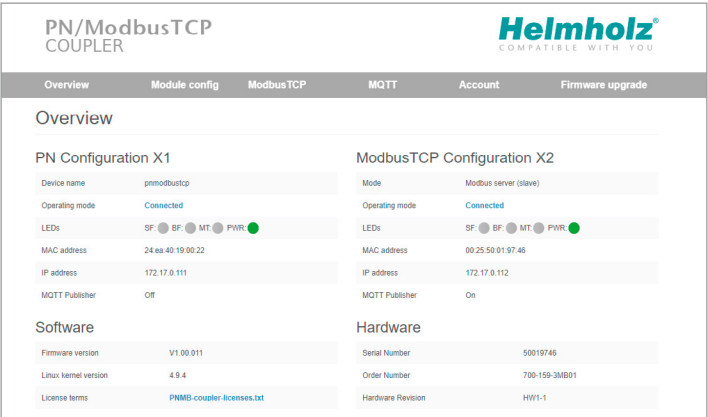 PN/ModbusTCP
COUPLER
Helmholz®
COMPATIBLE WITH YOU
Overview Module config ModbusTCP MQTT Account Firmware upgrade
Overview
PN Configuration X1
Device name pnmodbustcp
Operating mode Connected
LEDs SF: BF: MT: PWR:
MAC address 24:ea:40:19:00:22
IP address 172.17.0.111
MQTT Publisher Off
ModbusTCP Configuration X2
Mode Modbus server (slave)
Operating mode Connected
LEDs SF: BF: MT: PWR:
MAC address 00:25:50:01:97:46
IP address 172.17.0.112
MQTT Publisher On
Software
Firmware version V1.00.011
Linux kernel version 4.9.4
License terms PNMB-coupler-licenses.txt
Hardware
Serial Number 50019746
Order Number 700-159-3MB01
Hardware Revision HW1-1